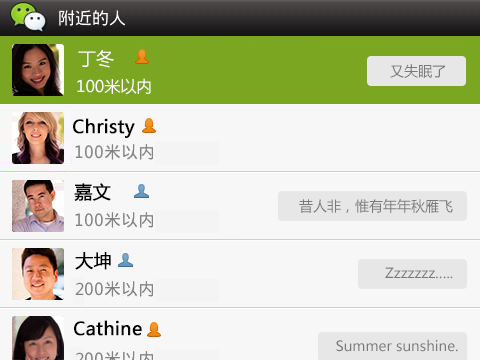 附近的人
丁冬
100米以内
又失眠了
Christy
100米以内
嘉文
100米以内
昔人非，惟有年年秋雁飞
大坤
200米以内
Zzzzzzz.....
Cathine
200米以内
Summer sunshine.